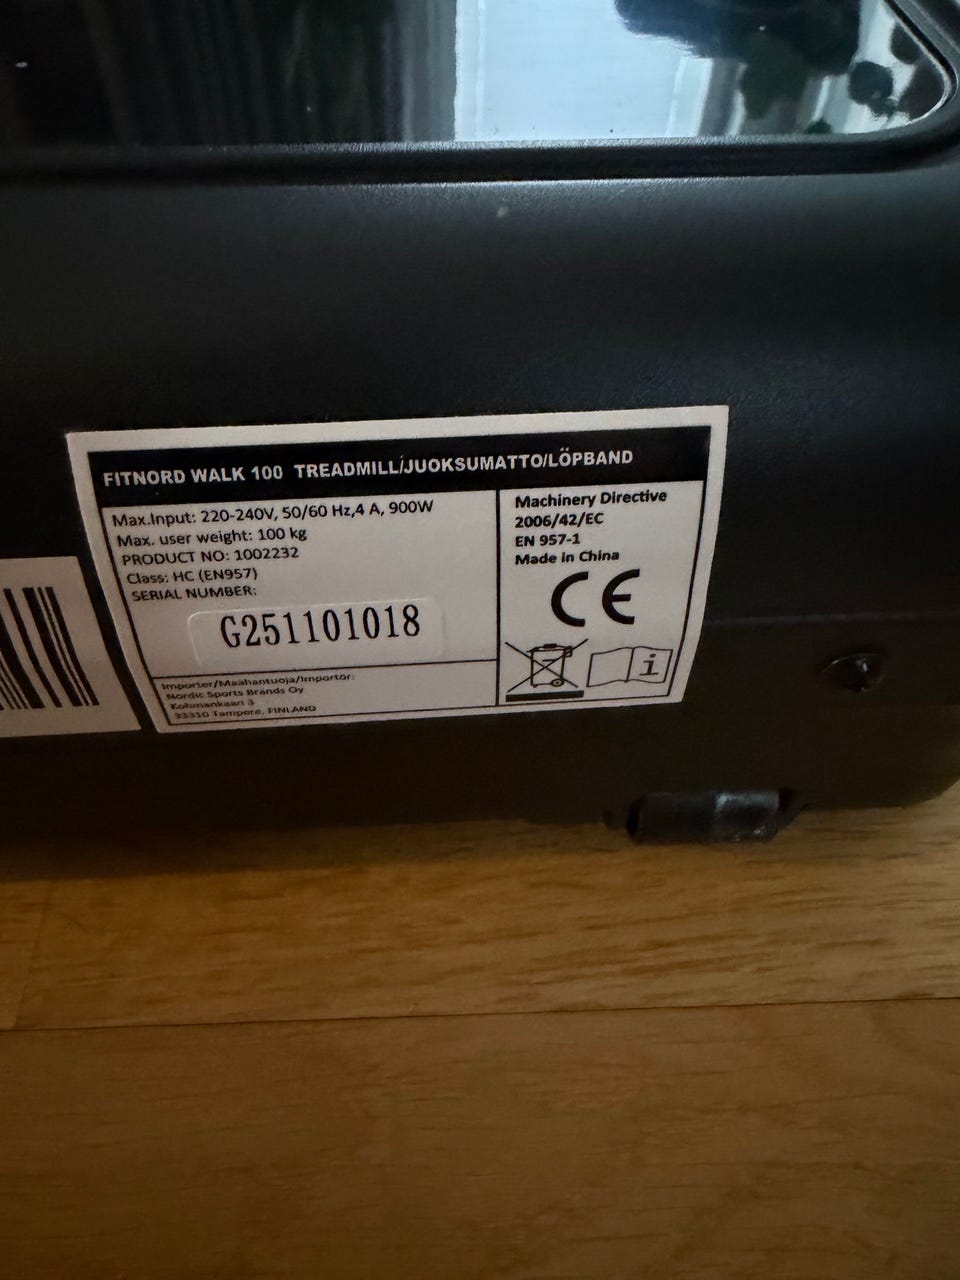 FITNORD WALK 100 TREADMILL/JUOKSUMATTO/LÖPBAND
Max.Input: 220-240V, 50/60 Hz,4 A, 900W
Max. user weight: 100 kg
PRODUCT NO: 1002232
Class: HC (EN957)
SERIAL NUMBER:
G251101018
Importer/Maahantuoja/Importör:
Nordic Sports Brands Oy
Kolmenkaari 3
33310 Tampere, FINLAND
Machinery Directive
2006/42/EC
EN 957-1
Made in China
CE
i